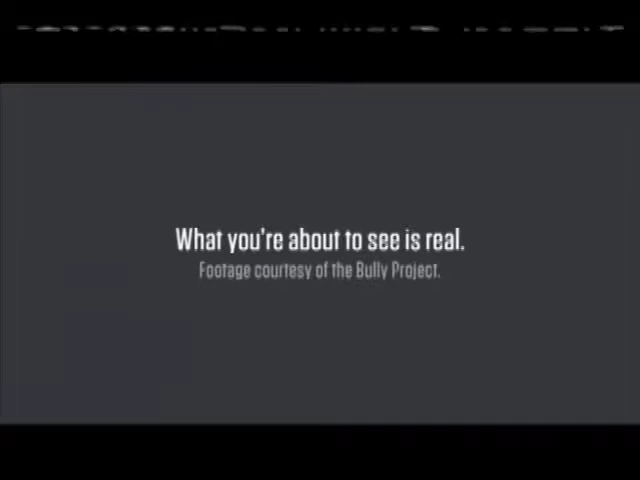 What you're about to see is real.
Footage courtesy of the Bully Project.